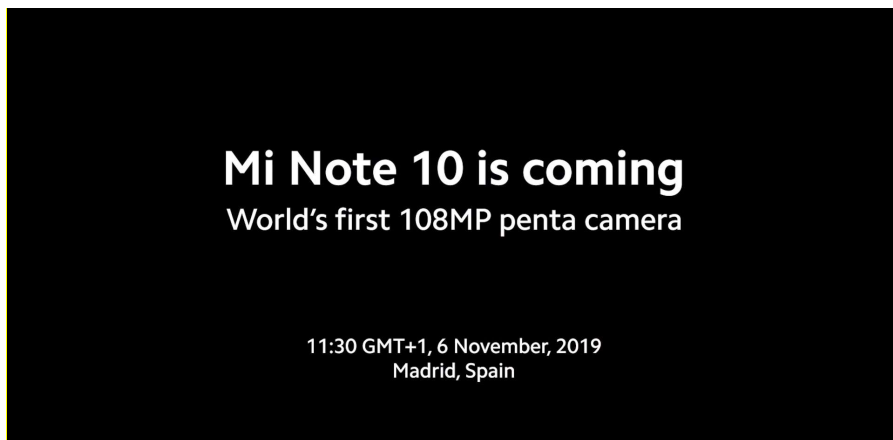 Mi Note 10 is coming
World's first 108MP penta camera
11:30 GMT+1, 6 November, 2019
Madrid, Spain